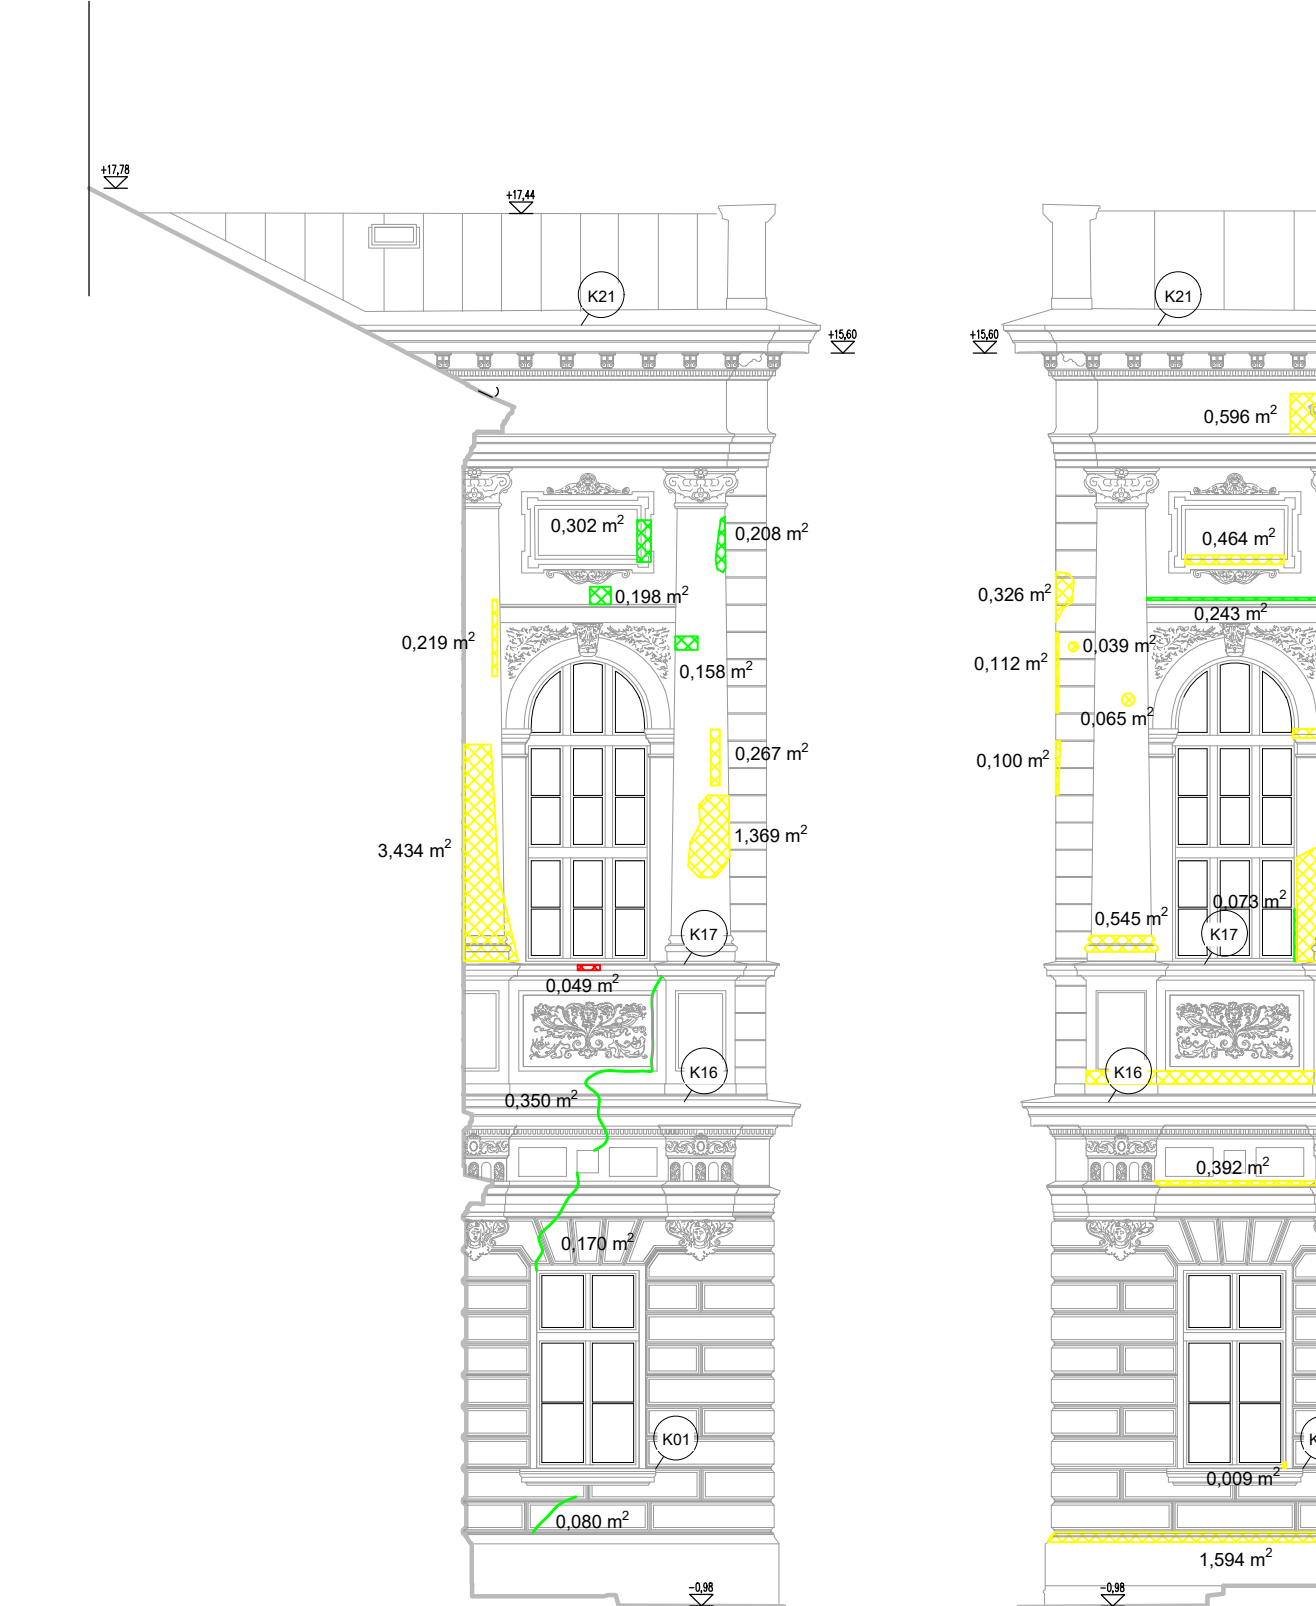 +17,78
+17,44
K21
K21
+15,60
+15,60
0,596 m²
0,302 m²
0,208 m²
0,464 m²
0,198 m²
0,326 m²
0,243 m²
0,219 m²
0,039 m²
0,158 m²
0,112 m²
0,065 m²
0,267 m²
0,100 m²
1,369 m²
3,434 m²
0,073 m²
0,545 m²
K17
K17
0,049 m²
K16
K16
0,350 m²
0,392 m²
0,170 m²
K01
K
0,009 m²
0,080 m²
1,594 m²
-0,98
-0,98